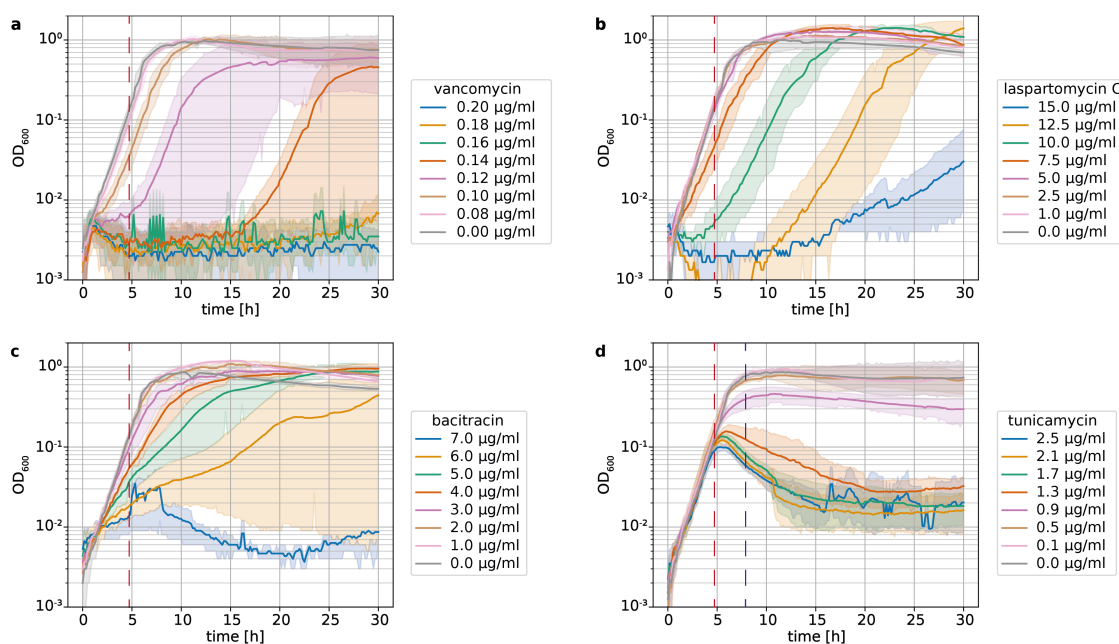 a
10⁰
10⁻¹
10⁻²
10⁻³
OD₆₀₀
0 5 10 15 20 25 30
time [h]
vancomycin
0.20 µg/ml
0.18 µg/ml
0.16 µg/ml
0.14 µg/ml
0.12 µg/ml
0.10 µg/ml
0.08 µg/ml
0.00 µg/ml
b
10⁰
10⁻¹
10⁻²
10⁻³
OD₆₀₀
0 5 10 15 20 25 30
time [h]
laspartomycin C
15.0 µg/ml
12.5 µg/ml
10.0 µg/ml
7.5 µg/ml
5.0 µg/ml
2.5 µg/ml
1.0 µg/ml
0.0 µg/ml
c
10⁰
10⁻¹
10⁻²
10⁻³
OD₆₀₀
0 5 10 15 20 25 30
time [h]
bacitracin
7.0 µg/ml
6.0 µg/ml
5.0 µg/ml
4.0 µg/ml
3.0 µg/ml
2.0 µg/ml
1.0 µg/ml
0.0 µg/ml
d
10⁰
10⁻¹
10⁻²
10⁻³
OD₆₀₀
0 5 10 15 20 25 30
time [h]
tunicamycin
2.5 µg/ml
2.1 µg/ml
1.7 µg/ml
1.3 µg/ml
0.9 µg/ml
0.5 µg/ml
0.1 µg/ml
0.0 µg/ml